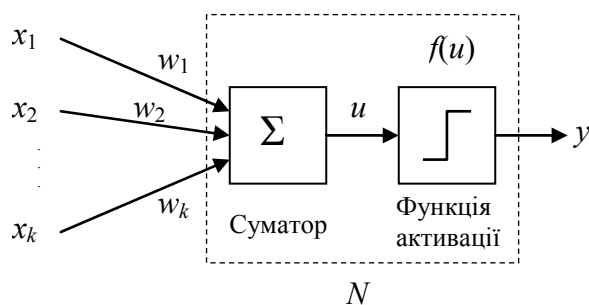 x1
w1
f(u)
x2
w2
Σ
u
y
xk
wk
Суматор
Функція
активації
N